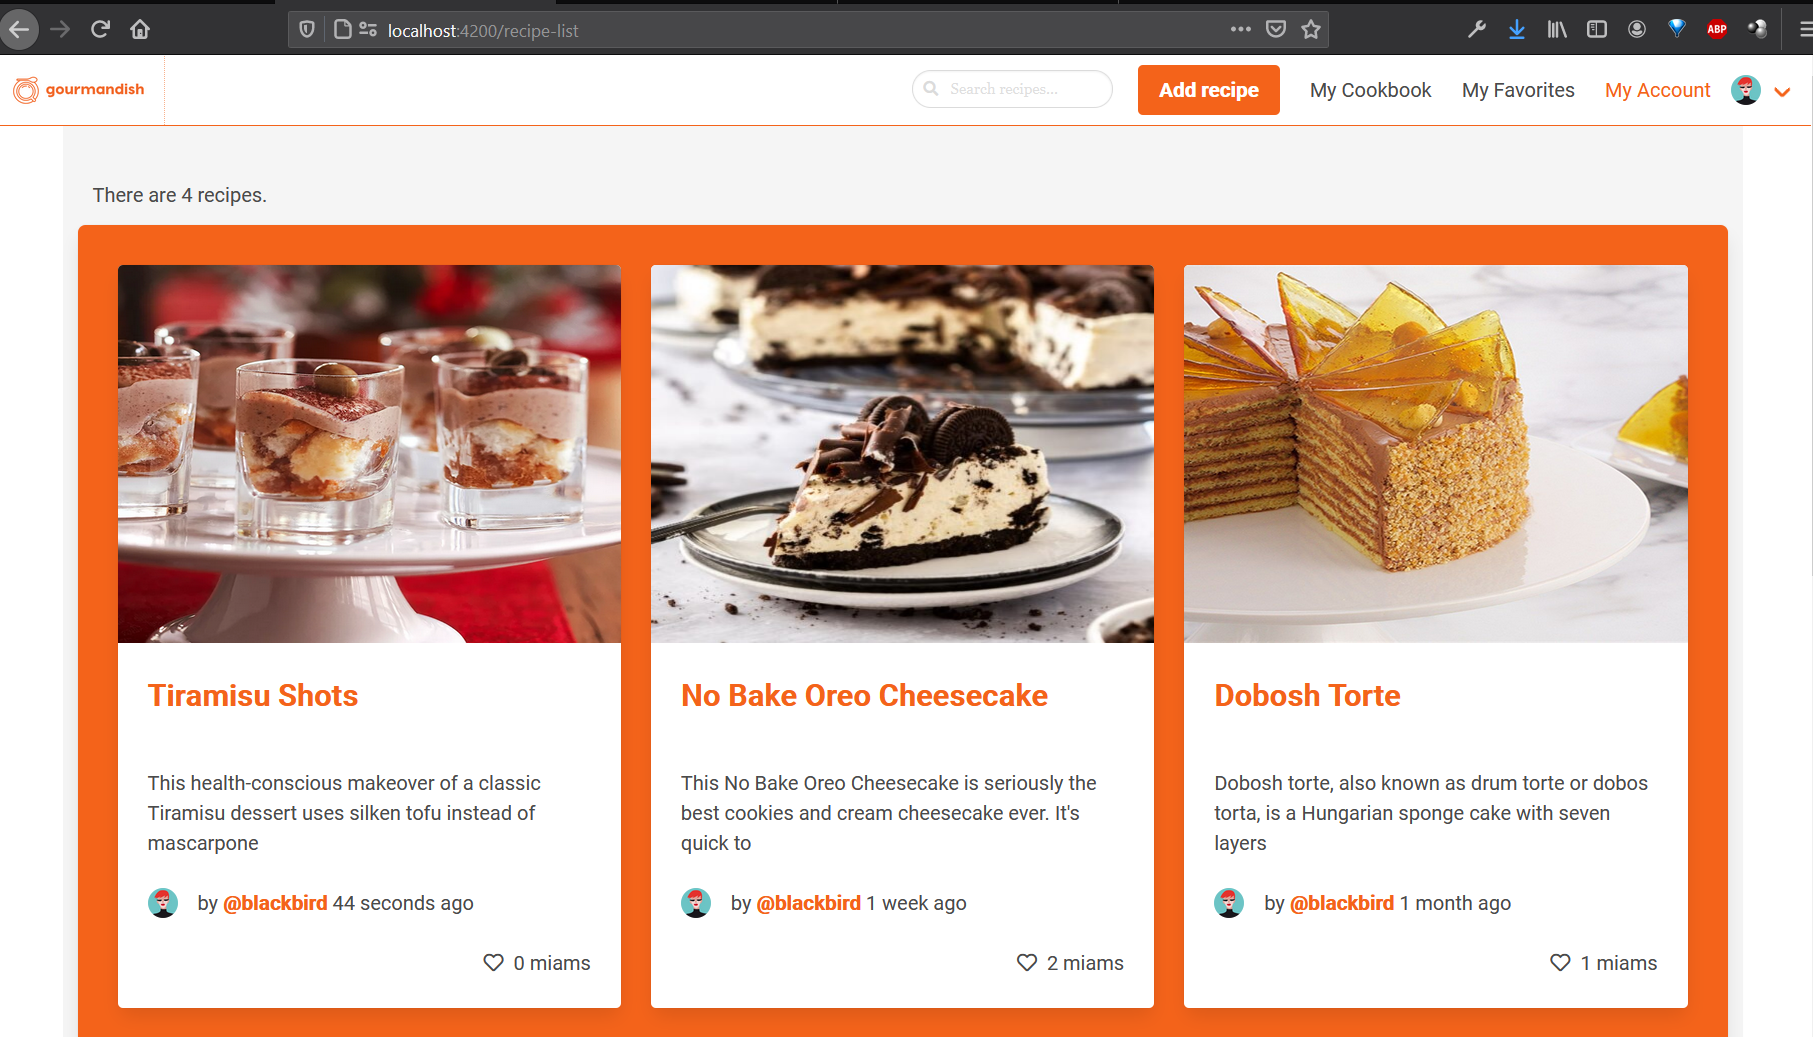 localhost:4200/recipe-list
ABP
gourmandish
Search recipes...
Add recipe
My Cookbook
My Favorites
My Account
There are 4 recipes.
Tiramisu Shots
This health-conscious makeover of a classic
Tiramisu dessert uses silken tofu instead of
mascarpone
by @blackbird 44 seconds ago
0 miams
No Bake Oreo Cheesecake
This No Bake Oreo Cheesecake is seriously the
best cookies and cream cheesecake ever. It's
quick to
by @blackbird 1 week ago
2 miams
Dobosh Torte
Dobosh torte, also known as drum torte or dobos
torta, is a Hungarian sponge cake with seven
layers
by @blackbird 1 month ago
1 miams